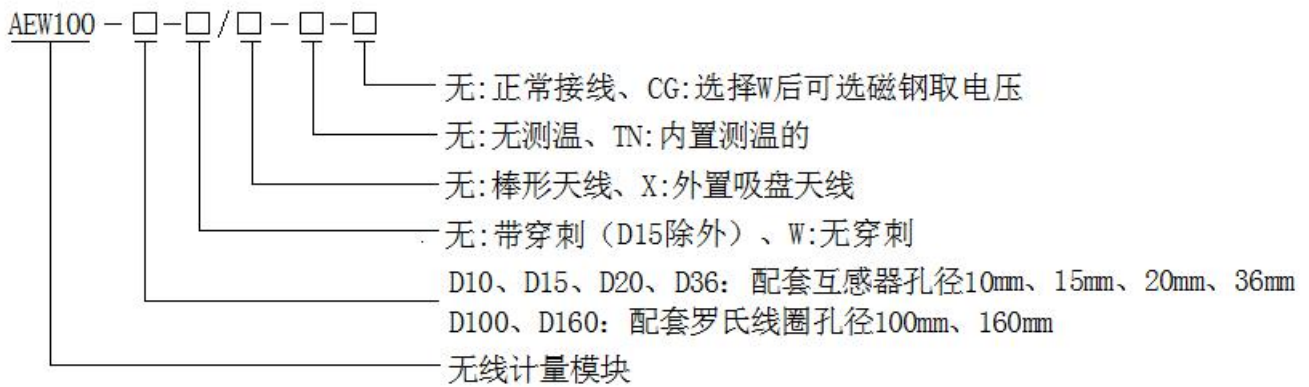 AEW100-□-□/□-□-□
无:正常接线、CG:选择W后可选磁钢取电压
无:无测温、TN:内置测温的
无:棒形天线、X:外置吸盘天线
无:带穿刺（D15除外）、W:无穿刺
D10、D15、D20、D36：配套互感器孔径10mm、15mm、20mm、36mm
D100、D160：配套罗氏线圈孔径100mm、160mm
无线计量模块